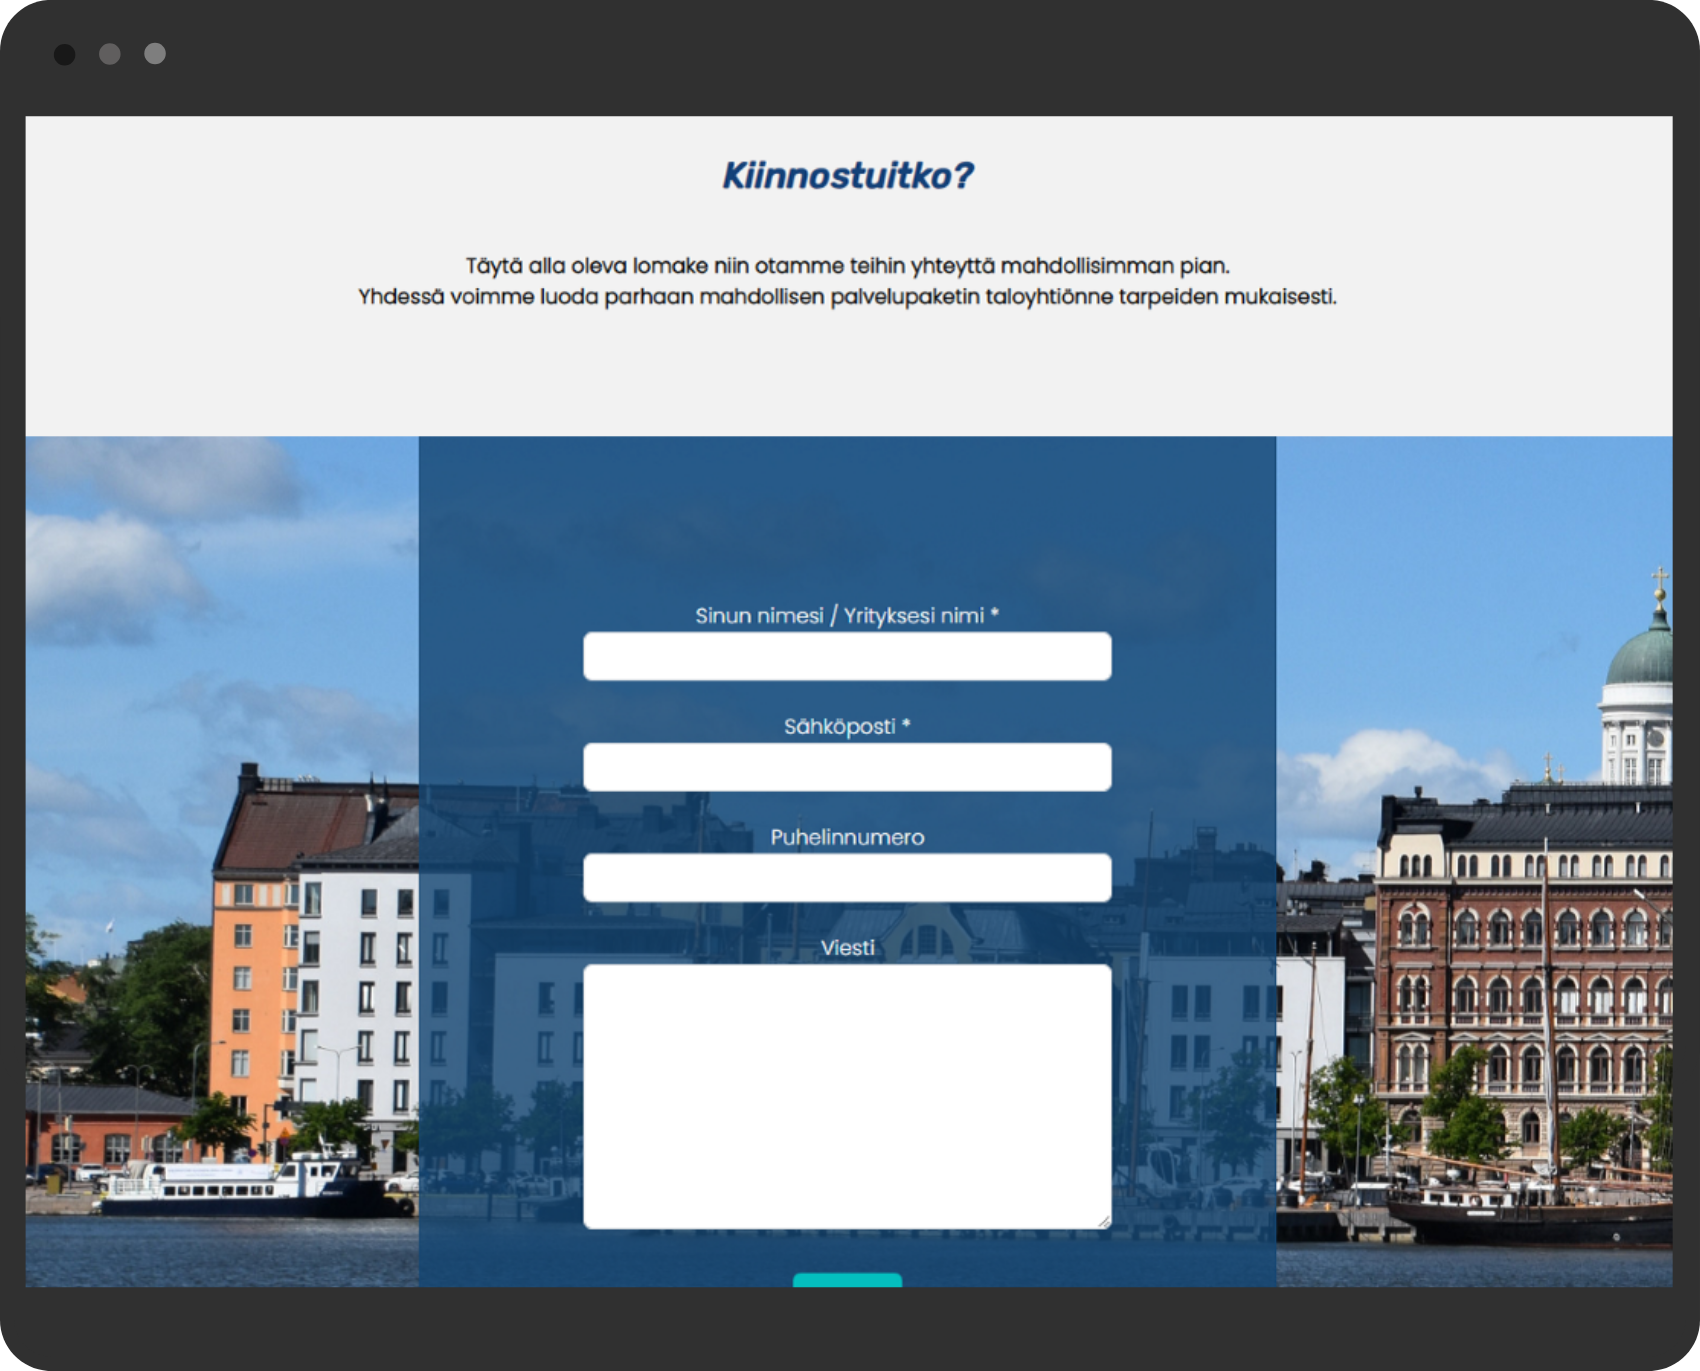 Kiinnostuitko?
Täytä alla oleva lomake niin otamme teihin yhteyttä mahdollisimman pian.
Yhdessä voimme luoda parhaan mahdollisen palvelupaketin taloyhtiönne tarpeiden mukaisesti.
Sinun nimesi / Yrityksesi nimi *
Sähköposti *
Puhelinnumero
Viesti